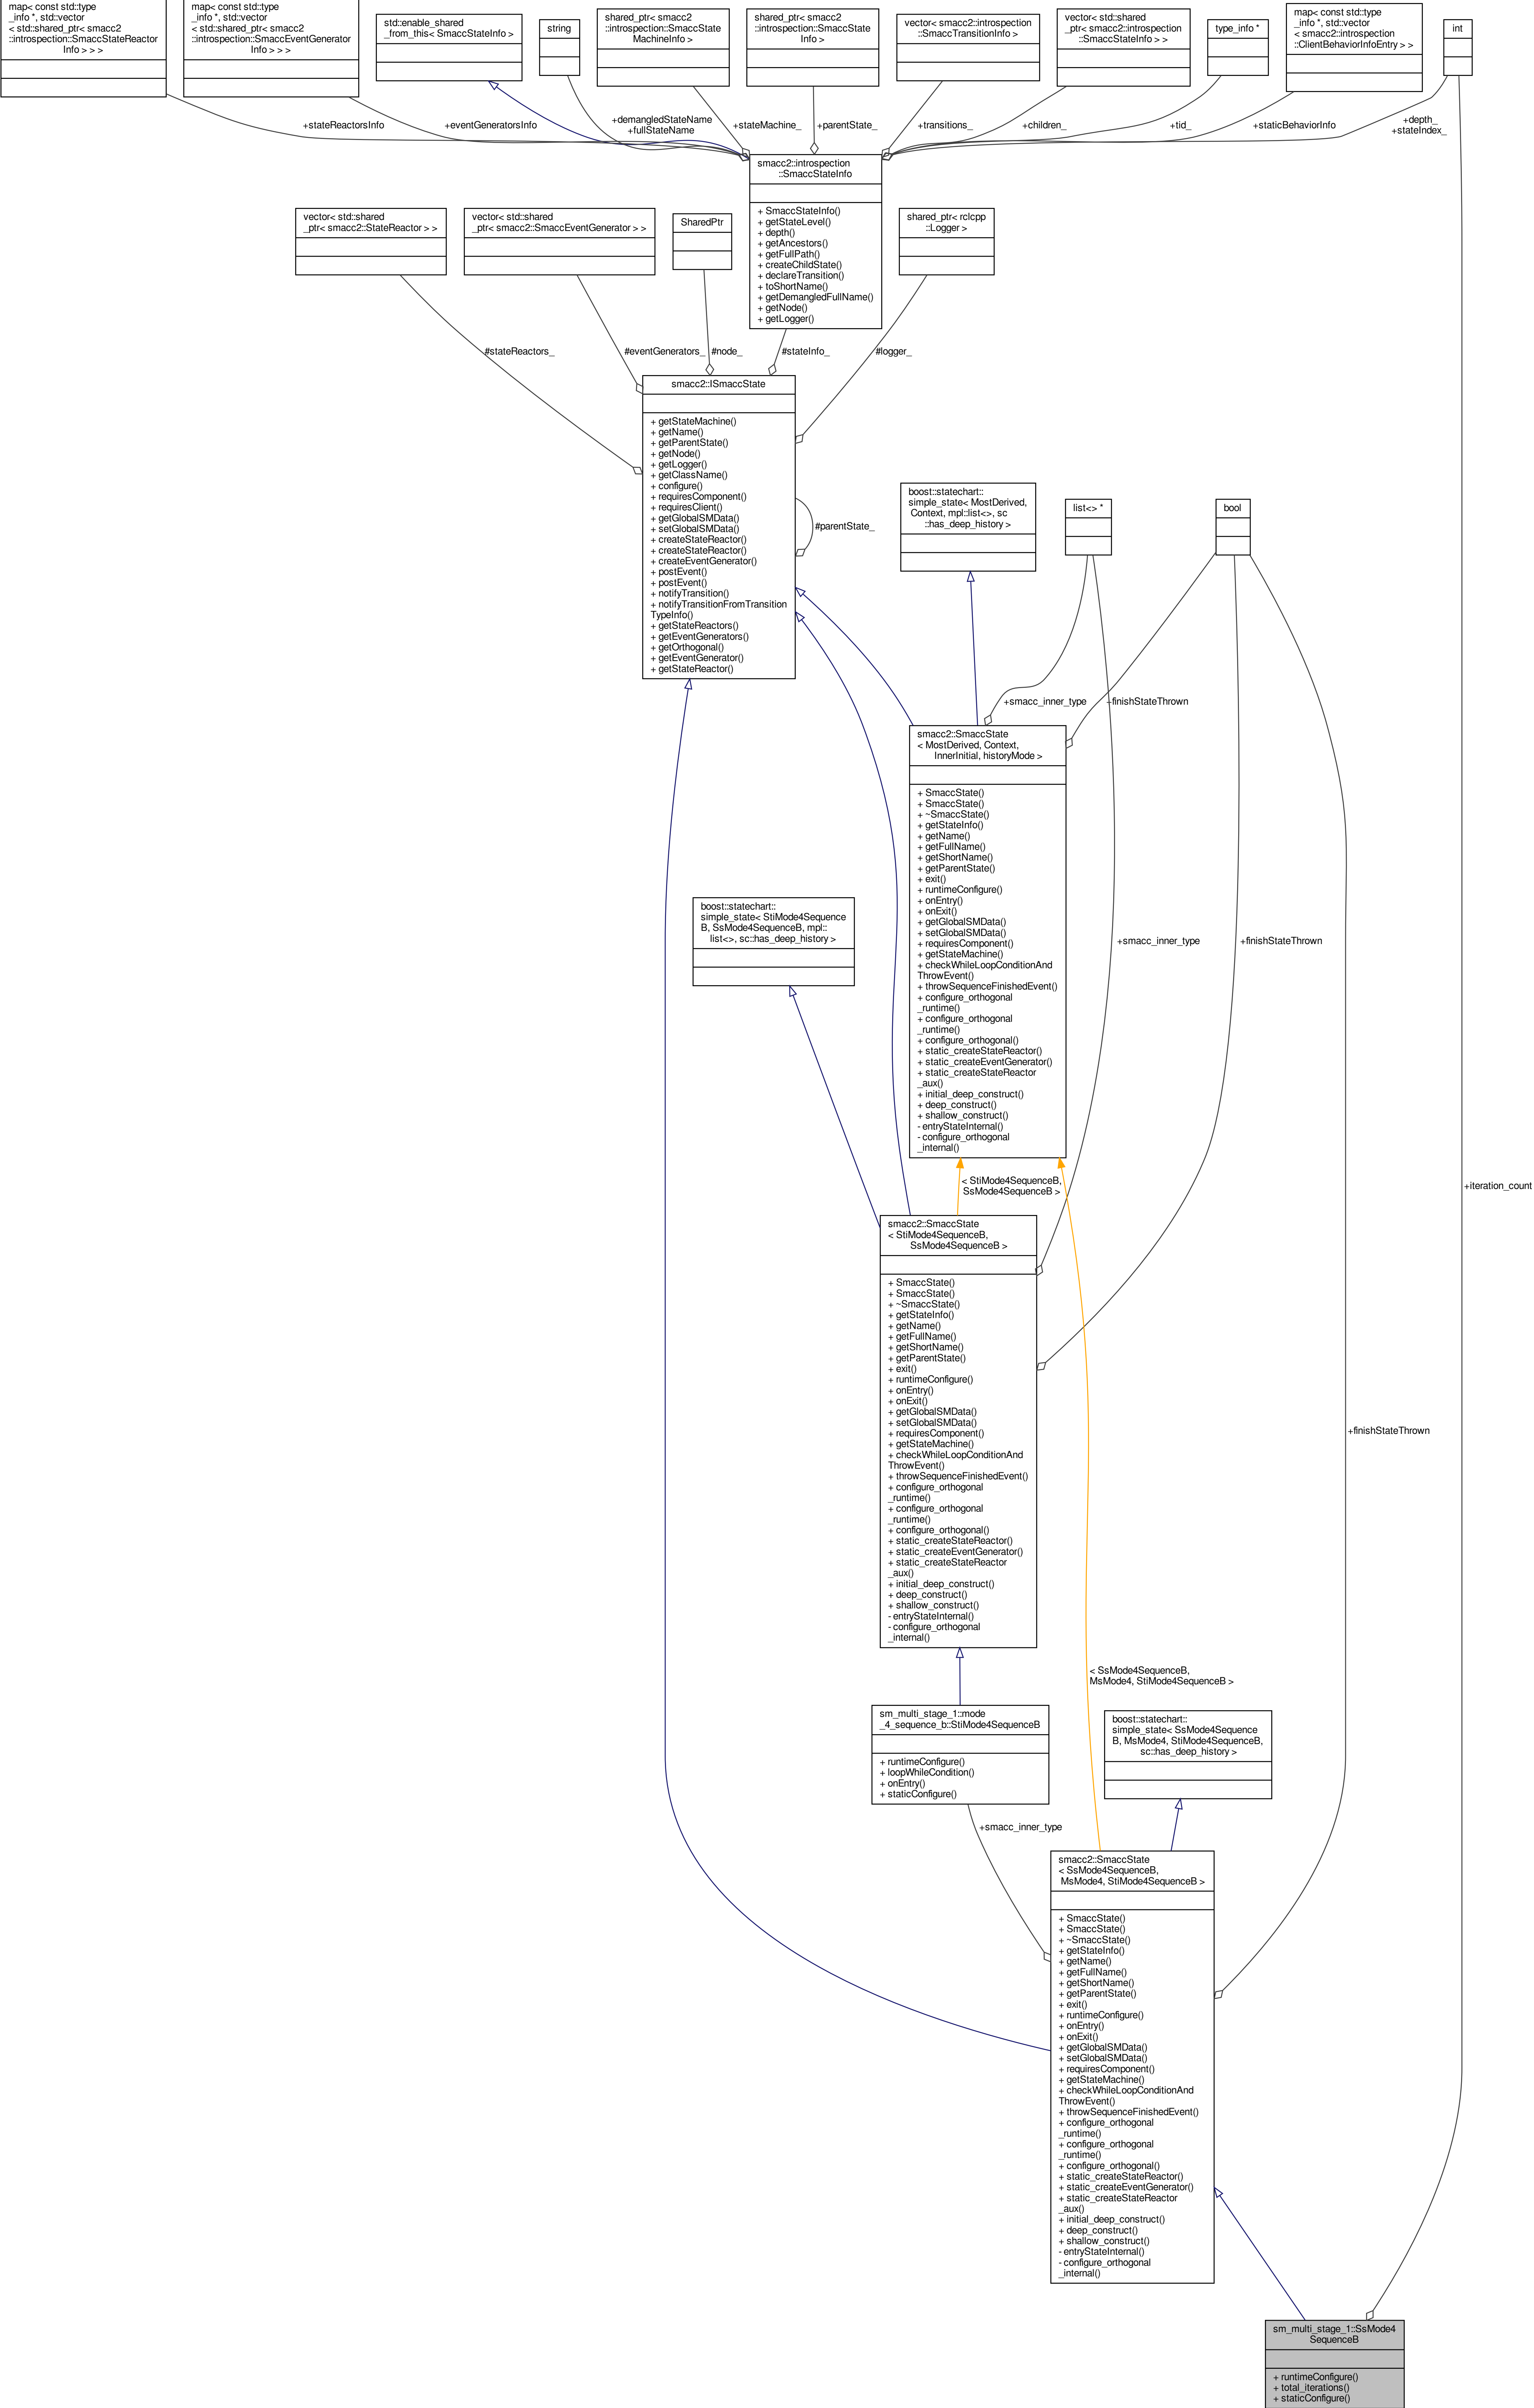 map< const std::type
_info *, std::vector
< std::shared_ptr< smacc2
::introspection::SmaccStateReactor
Info > > >
map< const std::type
_info *, std::vector
< std::shared_ptr< smacc2
::introspection::SmaccEventGenerator
Info > > >
std::enable_shared
_from_this< SmaccStateInfo >
string
shared_ptr< smacc2
::introspection::SmaccState
MachineInfo >
shared_ptr< smacc2
::introspection::SmaccState
Info >
vector< smacc2::introspection
::SmaccTransitionInfo >
vector< std::shared
_ptr< smacc2::introspection
::SmaccStateInfo > >
type_info *
map< const std::type
_info *, std::vector
< smacc2::introspection
::ClientBehaviorInfoEntry > >
int
+stateReactorsInfo
+eventGeneratorsInfo
+demangledStateName
+fullStateName
+stateMachine_
+parentState_
+transitions_
+children_
+tid_
+staticBehaviorInfo
+depth_
+stateIndex_
smacc2::introspection
::SmaccStateInfo
+ SmaccStateInfo()
+ getStateLevel()
+ depth()
+ getAncestors()
+ getFullPath()
+ createChildState()
+ declareTransition()
+ toShortName()
+ getDemangledFullName()
+ getNode()
+ getLogger()
vector< std::shared
_ptr< smacc2::StateReactor > >
vector< std::shared
_ptr< smacc2::SmaccEventGenerator > >
SharedPtr
shared_ptr< rclcpp
::Logger >
#stateReactors_
#eventGenerators_
#node_
#stateInfo_
#logger_
smacc2::ISmaccState
+ getStateMachine()
+ getName()
+ getParentState()
+ getNode()
+ getLogger()
+ getClassName()
+ configure()
+ requiresComponent()
+ requiresClient()
+ getGlobalSMData()
+ setGlobalSMData()
+ createStateReactor()
+ createStateReactor()
+ createEventGenerator()
+ postEvent()
+ postEvent()
+ notifyTransition()
+ notifyTransitionFromTransition
TypeInfo()
+ getStateReactors()
+ getEventGenerators()
+ getOrthogonal()
+ getEventGenerator()
+ getStateReactor()
#parentState_
boost::statechart::
simple_state< MostDerived,
Context, mpl::list<>, sc
::has_deep_history >
list<> *
bool
+smacc_inner_type
+finishStateThrown
smacc2::SmaccState
< MostDerived, Context,
InnerInitial, historyMode >
+ SmaccState()
+ SmaccState()
+ ~SmaccState()
+ getStateInfo()
+ getName()
+ getFullName()
+ getShortName()
+ getParentState()
+ exit()
+ runtimeConfigure()
+ onEntry()
+ onExit()
+ getGlobalSMData()
+ setGlobalSMData()
+ requiresComponent()
+ getStateMachine()
+ checkWhileLoopConditionAnd
ThrowEvent()
+ throwSequenceFinishedEvent()
+ configure_orthogonal
_runtime()
+ configure_orthogonal
_runtime()
+ configure_orthogonal()
+ static_createStateReactor()
+ static_createEventGenerator()
+ static_createStateReactor
_aux()
+ initial_deep_construct()
+ deep_construct()
+ shallow_construct()
- entryStateInternal()
- configure_orthogonal
_internal()
boost::statechart::
simple_state< StiMode4Sequence
B, SsMode4SequenceB, mpl::
list<>, sc::has_deep_history >
+smacc_inner_type
+finishStateThrown
< StiMode4SequenceB,
SsMode4SequenceB >
+iteration_count
smacc2::SmaccState
< StiMode4SequenceB,
SsMode4SequenceB >
+ SmaccState()
+ SmaccState()
+ ~SmaccState()
+ getStateInfo()
+ getName()
+ getFullName()
+ getShortName()
+ getParentState()
+ exit()
+ runtimeConfigure()
+ onEntry()
+ onExit()
+ getGlobalSMData()
+ setGlobalSMData()
+ requiresComponent()
+ getStateMachine()
+ checkWhileLoopConditionAnd
ThrowEvent()
+ throwSequenceFinishedEvent()
+ configure_orthogonal
_runtime()
+ configure_orthogonal
_runtime()
+ configure_orthogonal()
+ static_createStateReactor()
+ static_createEventGenerator()
+ static_createStateReactor
_aux()
+ initial_deep_construct()
+ deep_construct()
+ shallow_construct()
- entryStateInternal()
- configure_orthogonal
_internal()
+finishStateThrown
< SsMode4SequenceB,
MsMode4, StiMode4SequenceB >
sm_multi_stage_1::mode
_4_sequence_b::StiMode4SequenceB
+ runtimeConfigure()
+ loopWhileCondition()
+ onEntry()
+ staticConfigure()
boost::statechart::
simple_state< SsMode4Sequence
B, MsMode4, StiMode4SequenceB,
sc::has_deep_history >
+smacc_inner_type
smacc2::SmaccState
< SsMode4SequenceB,
MsMode4, StiMode4SequenceB >
+ SmaccState()
+ SmaccState()
+ ~SmaccState()
+ getStateInfo()
+ getName()
+ getFullName()
+ getShortName()
+ getParentState()
+ exit()
+ runtimeConfigure()
+ onEntry()
+ onExit()
+ getGlobalSMData()
+ setGlobalSMData()
+ requiresComponent()
+ getStateMachine()
+ checkWhileLoopConditionAnd
ThrowEvent()
+ throwSequenceFinishedEvent()
+ configure_orthogonal
_runtime()
+ configure_orthogonal
_runtime()
+ configure_orthogonal()
+ static_createStateReactor()
+ static_createEventGenerator()
+ static_createStateReactor
_aux()
+ initial_deep_construct()
+ deep_construct()
+ shallow_construct()
- entryStateInternal()
- configure_orthogonal
_internal()
sm_multi_stage_1::SsMode4
SequenceB
+ runtimeConfigure()
+ total_iterations()
+ staticConfigure()